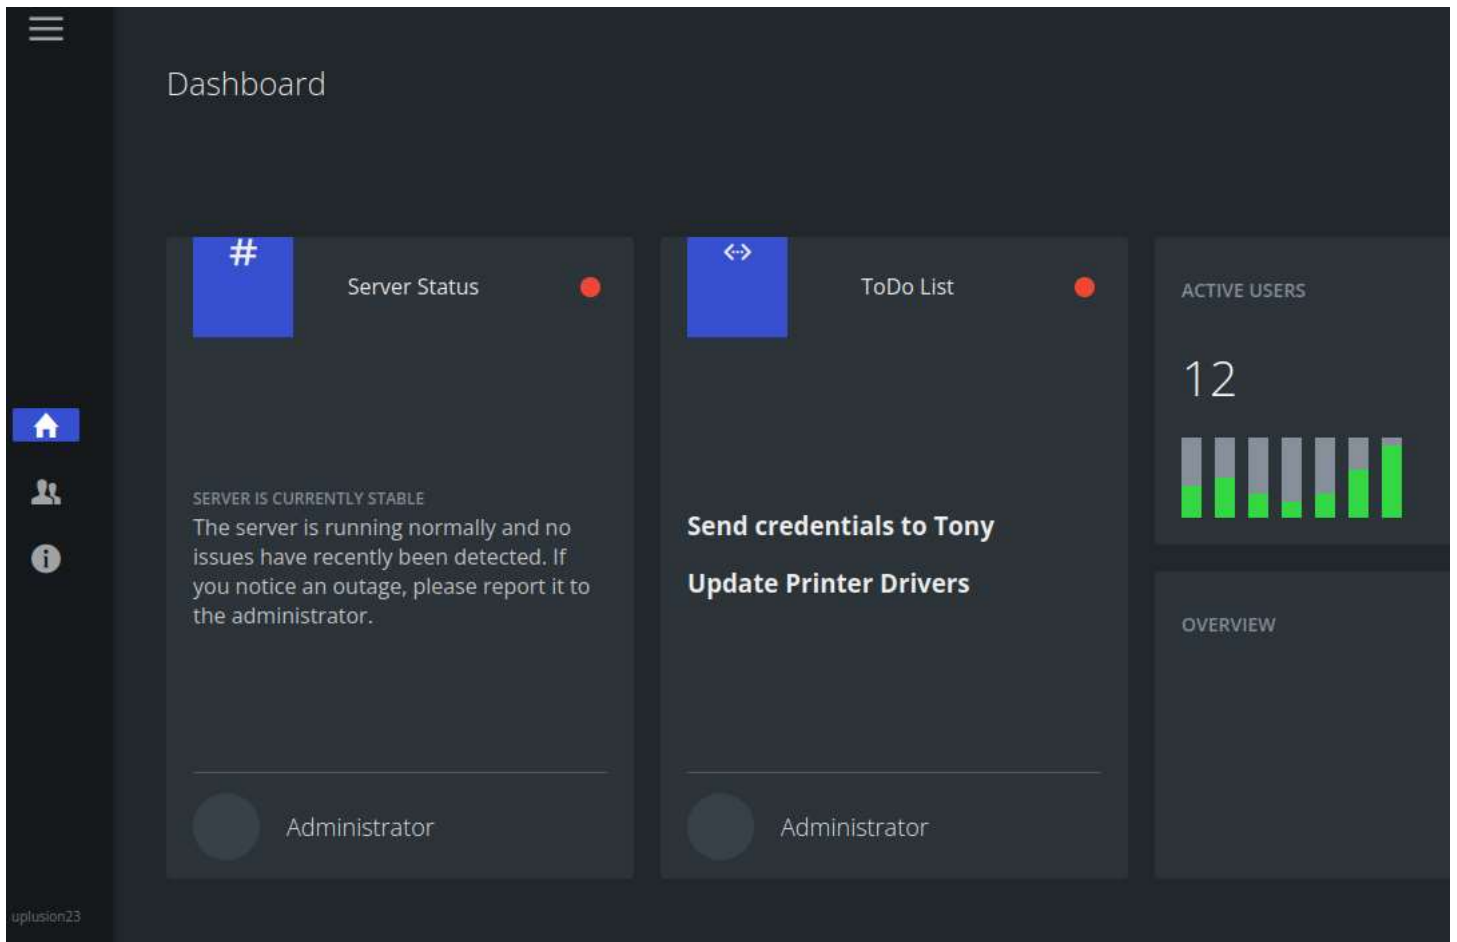 Dashboard
#
Server Status
SERVER IS CURRENTLY STABLE
The server is running normally and no
issues have recently been detected. If
you notice an outage, please report it to
the administrator.
Administrator
ToDo List
Send credentials to Tony
Update Printer Drivers
Administrator
ACTIVE USERS
12
OVERVIEW
uplusion23